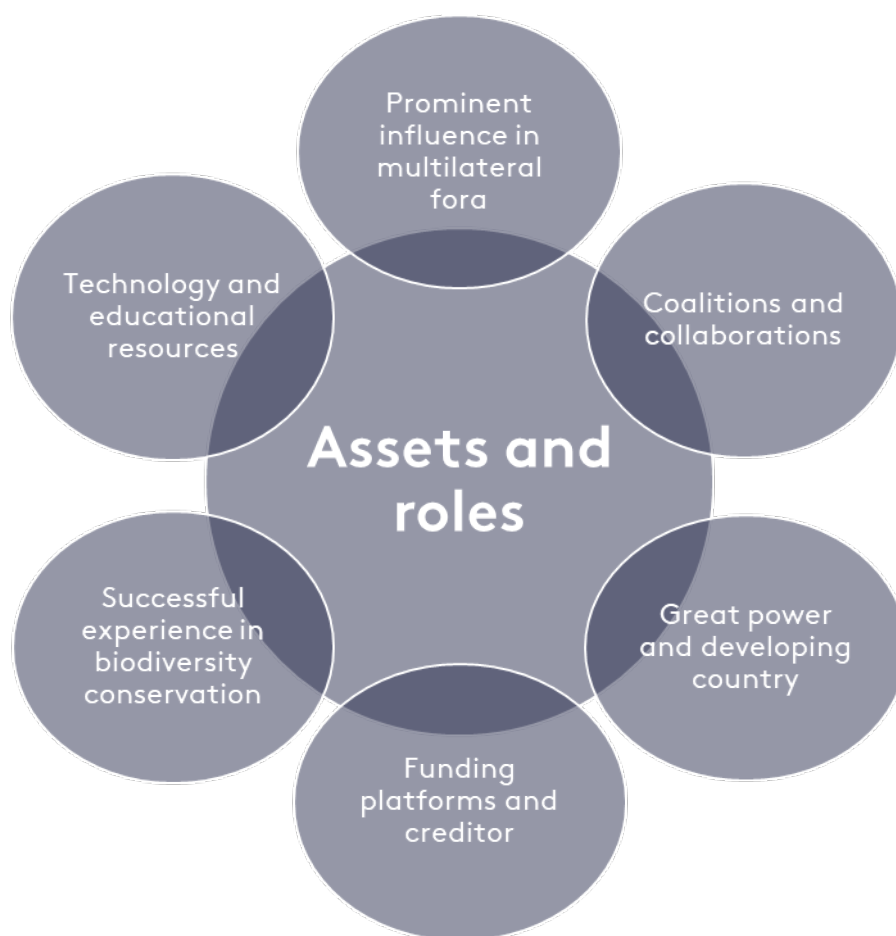 Prominent
influence in
multilateral
fora
Technology and
educational
resources
Coalitions and
collaborations
Assets and
roles
Successful
experience in
biodiversity
conservation
Great power
and developing
country
Funding
platforms and
creditor